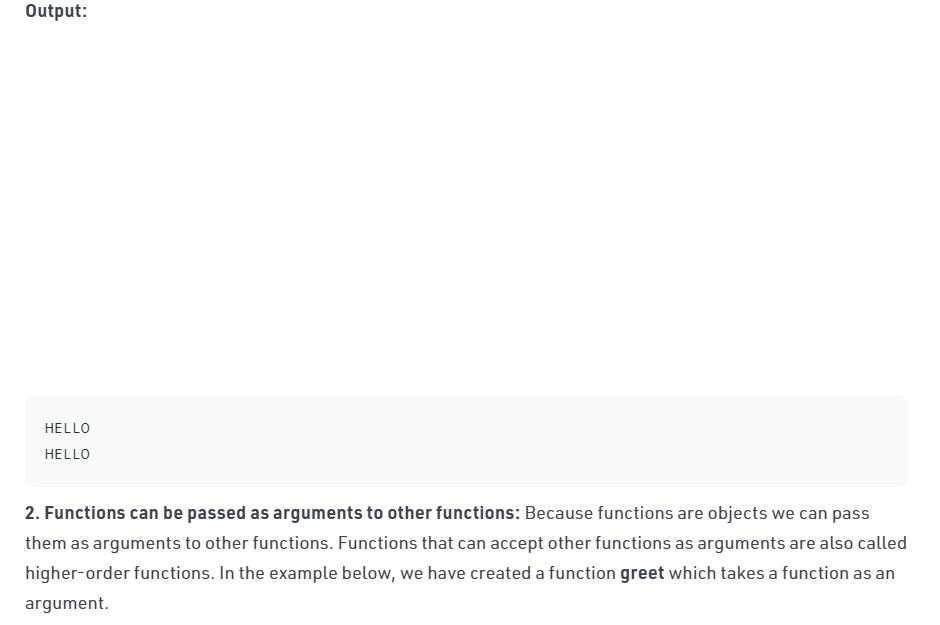 Output:
HELLO
HELLO
2. Functions can be passed as arguments to other functions: Because functions are objects we can pass
them as arguments to other functions. Functions that can accept other functions as arguments are also called
higher-order functions. In the example below, we have created a function greet which takes a function as an
argument.